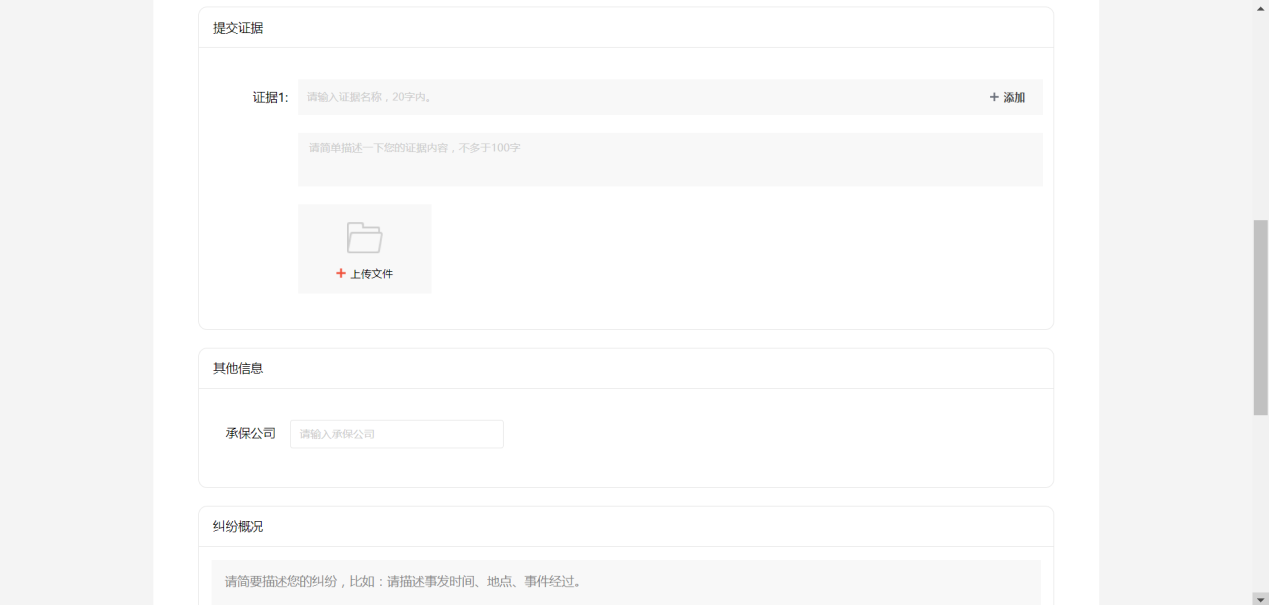 提交证据
证据1:
请输入证据名称，20字内。
+ 添加
请简单描述一下您的证据内容，不多于100字
+ 上传文件
其他信息
承保公司
请输入承保公司
纠纷概况
请简要描述您的纠纷，比如：请描述事发时间、地点、事件经过。